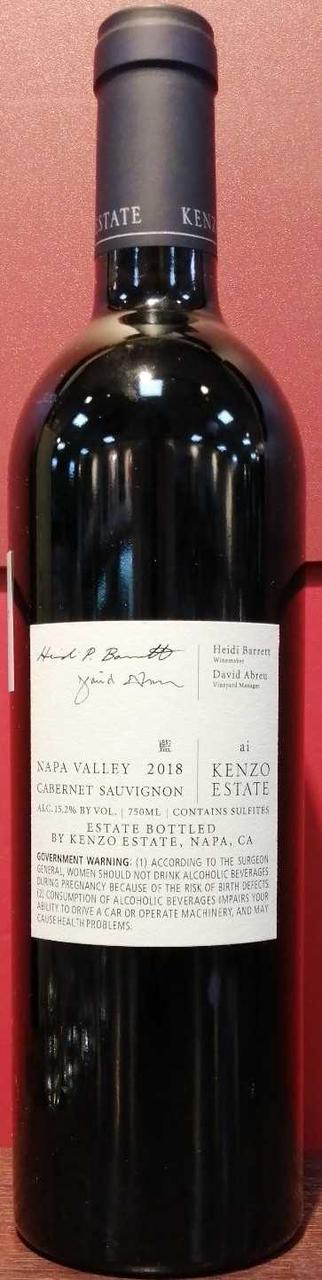 ESTATE KENZ
Heidi P. Barrett
Heidi Barrett
Winemaker
David Abreu
Vineyard Manager
藍
ai
NAPA VALLEY 2018
CABERNET SAUVIGNON
KENZO
ESTATE
ALC. 15.2% BY VOL. | 750ML | CONTAINS SULFITES
ESTATE BOTTLED
BY KENZO ESTATE, NAPA, CA
GOVERNMENT WARNING: (1) ACCORDING TO THE SURGEON
GENERAL, WOMEN SHOULD NOT DRINK ALCOHOLIC BEVERAGES
DURING PREGNANCY BECAUSE OF THE RISK OF BIRTH DEFECTS.
(2) CONSUMPTION OF ALCOHOLIC BEVERAGES IMPAIRS YOUR
ABILITY TO DRIVE A CAR OR OPERATE MACHINERY, AND MAY
CAUSE HEALTH PROBLEMS.